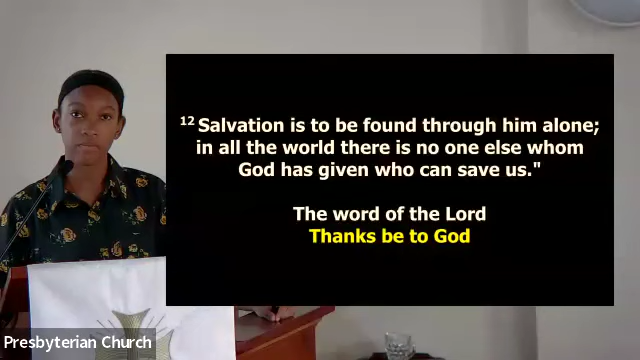 12 Salvation is to be found through him alone;
in all the world there is no one else whom
God has given who can save us."
The word of the Lord
Thanks be to God
Presbyterian Church